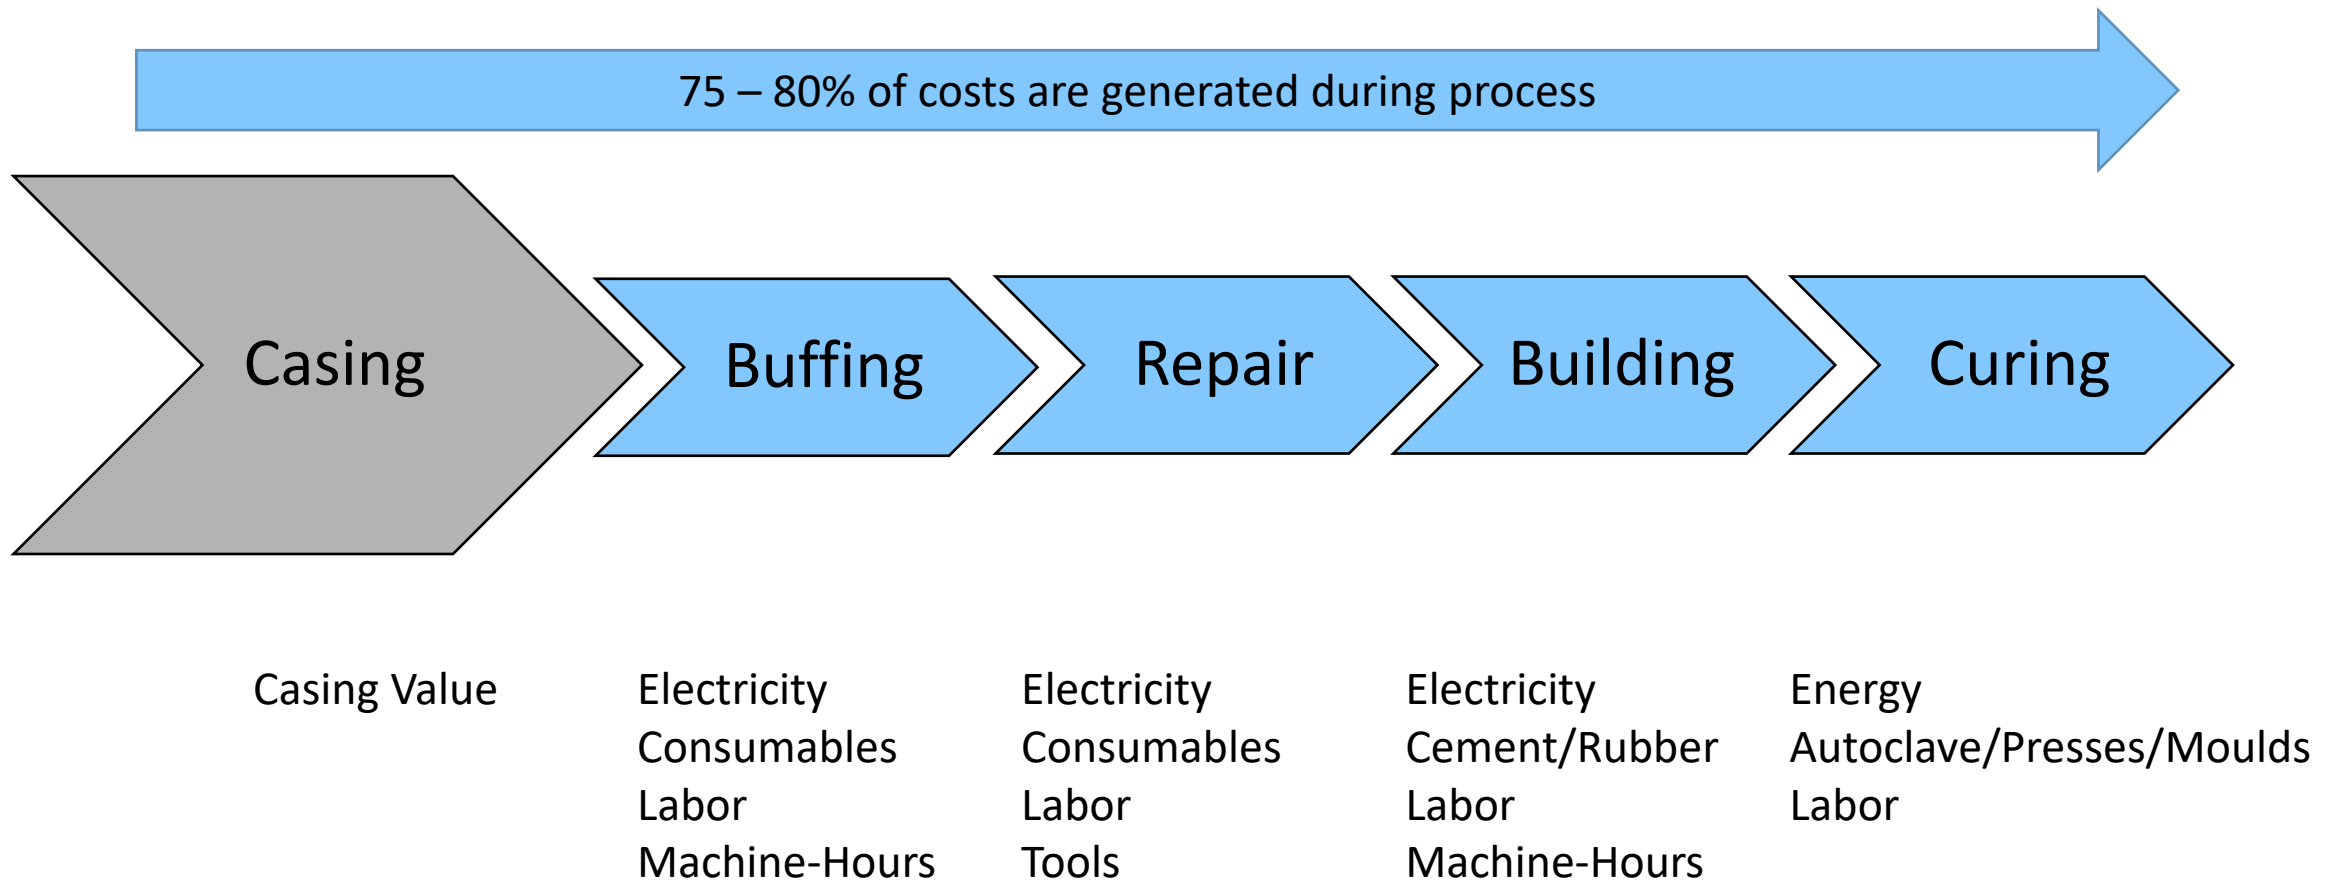 75 – 80% of costs are generated during process
Casing
Buffing
Repair
Building
Curing
Casing Value
Electricity
Consumables
Labor
Machine-Hours
Electricity
Consumables
Labor
Tools
Electricity
Cement/Rubber
Labor
Machine-Hours
Energy
Autoclave/Presses/Moulds
Labor